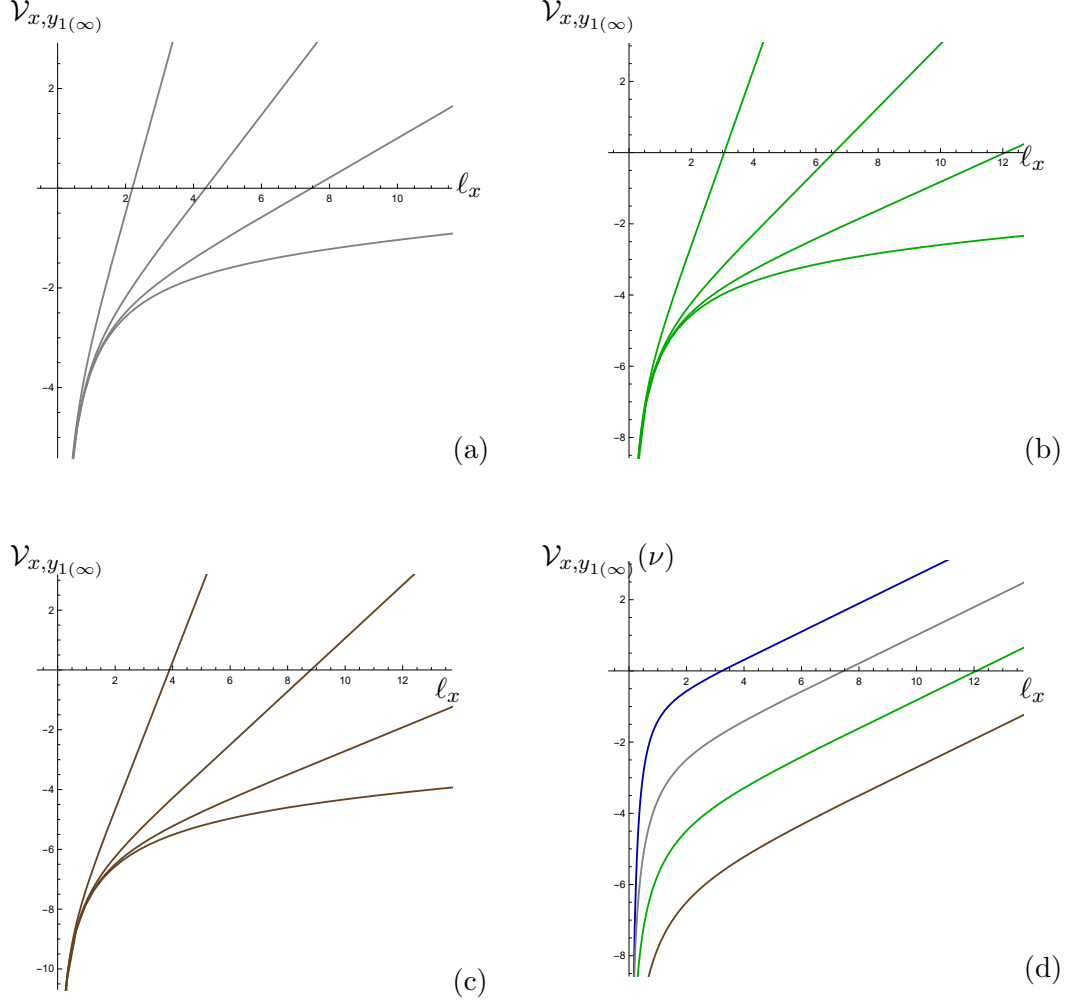 𝒱ₓ,y₁₍∞₎
2
2 4 6 8 10
ℓₓ
−2
−4
(a)
𝒱ₓ,y₁₍∞₎
2
2 4 6 8 10 12
ℓₓ
−2
−4
−6
−8
(b)
𝒱ₓ,y₁₍∞₎
2
2 4 6 8 10 12
ℓₓ
−2
−4
−6
−8
−10
(c)
𝒱ₓ,y₁₍∞₎(ν)
2
2 4 6 8 10 12
ℓₓ
−2
−4
−6
−8
(d)